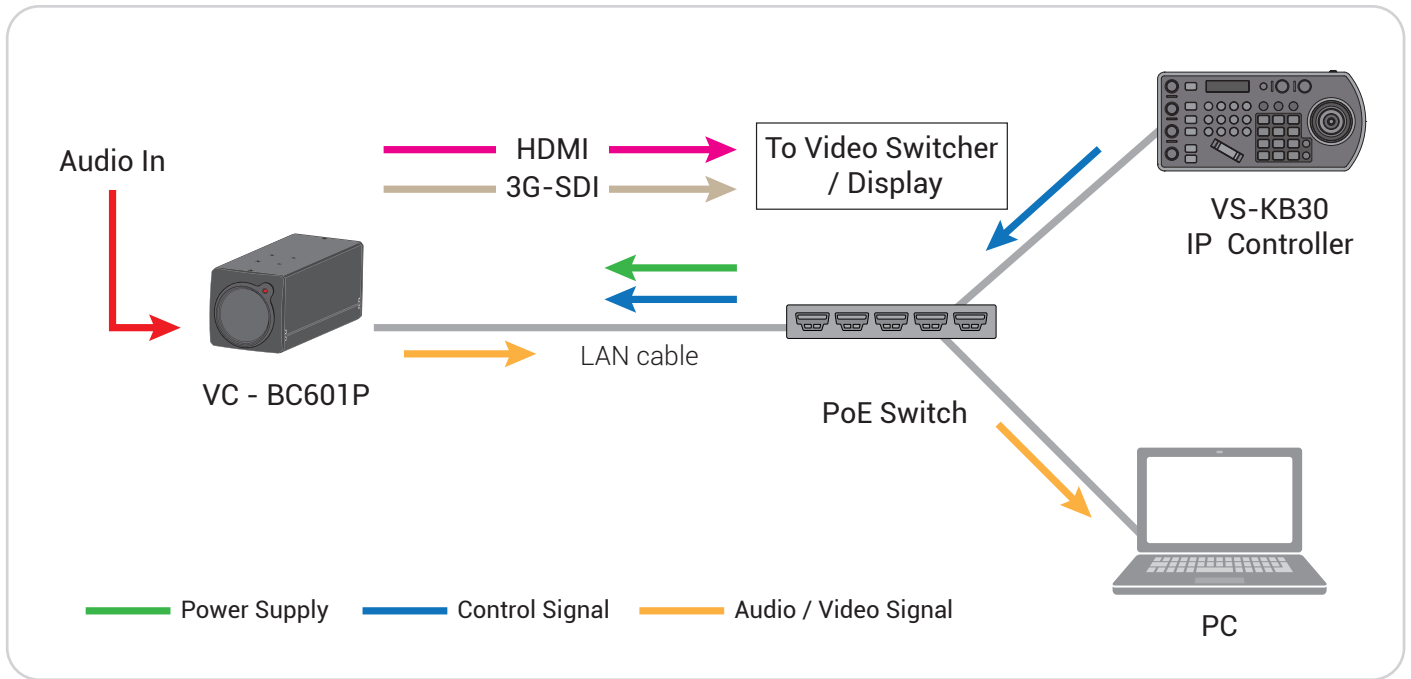 Audio In
HDMI
3G-SDI
To Video Switcher
/ Display
VS-KB30
IP Controller
VC - BC601P
LAN cable
PoE Switch
PC
Power Supply
Control Signal
Audio / Video Signal